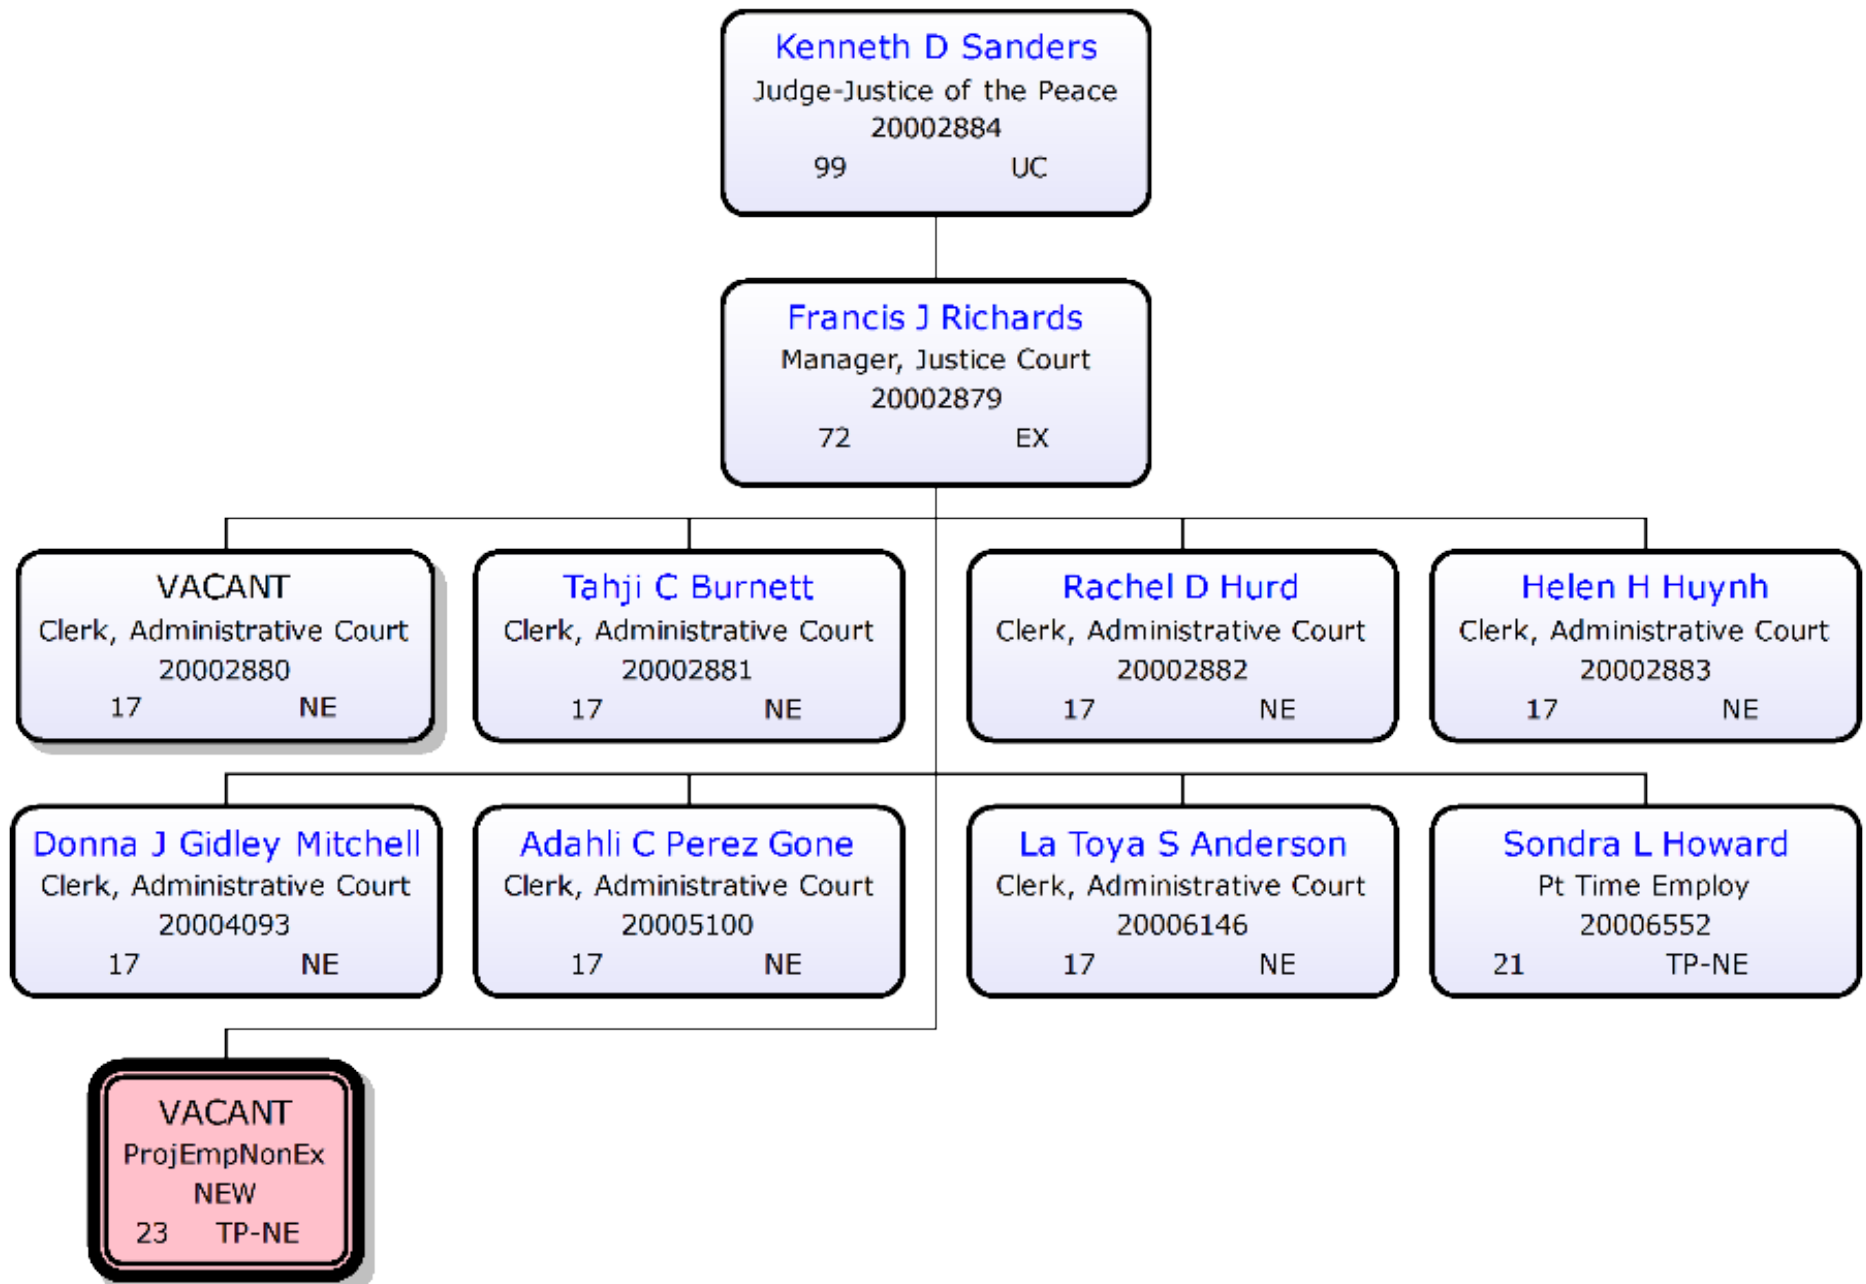 Kenneth D Sanders
Judge-Justice of the Peace
20002884
99 UC
Francis J Richards
Manager, Justice Court
20002879
72 EX
VACANT
Clerk, Administrative Court
20002880
17 NE
Tahji C Burnett
Clerk, Administrative Court
20002881
17 NE
Rachel D Hurd
Clerk, Administrative Court
20002882
17 NE
Helen H Huynh
Clerk, Administrative Court
20002883
17 NE
Donna J Gidley Mitchell
Clerk, Administrative Court
20004093
17 NE
Adahli C Perez Gone
Clerk, Administrative Court
20005100
17 NE
La Toya S Anderson
Clerk, Administrative Court
20006146
17 NE
Sondra L Howard
Pt Time Employ
20006552
21 TP-NE
VACANT
ProjEmpNonEx
NEW
23 TP-NE